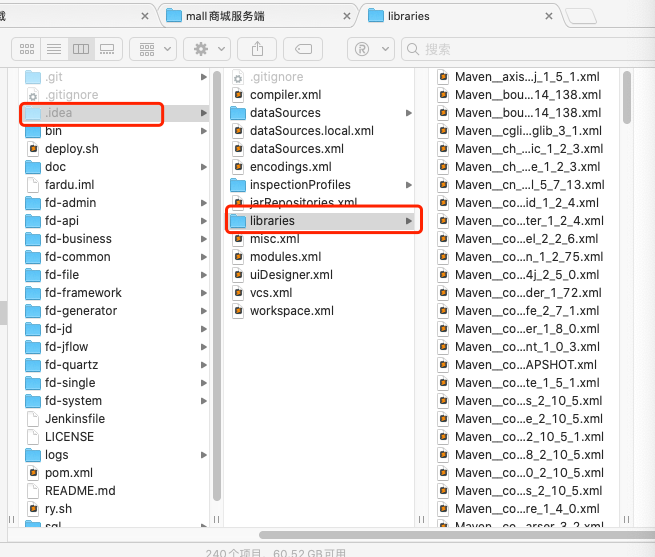 载
mall商城服务端
libraries
搜索
.git
.gitignore
.idea
bin
deploy.sh
doc
fardu.iml
fd-admin
fd-api
fd-business
fd-common
fd-file
fd-framework
fd-generator
fd-jd
fd-jflow
fd-quartz
fd-single
fd-system
Jenkinsfile
LICENSE
logs
pom.xml
README.md
ry.sh
sql
.gitignore
compiler.xml
dataSources
dataSources.local.xml
dataSources.xml
encodings.xml
inspectionProfiles
jarRepositories.xml
libraries
misc.xml
modules.xml
uiDesigner.xml
vcs.xml
workspace.xml
Maven__axis...j_1_5_1.xml
Maven__bou...14_138.xml
Maven__bou...14_138.xml
Maven__cgli...glib_3_1.xml
Maven__ch_...ic_1_2_3.xml
Maven__ch_...e_1_2_3.xml
Maven__cn_...l_5_7_13.xml
Maven__co...id_1_2_4.xml
Maven__co...ter_1_2_4.xml
Maven__co...el_2_2_6.xml
Maven__co...n_1_2_75.xml
Maven__co...4j_2_5_0.xml
Maven__co...der_1_72.xml
Maven__co...fe_2_7_1.xml
Maven__co...er_1_8_0.xml
Maven__co...nt_1_0_3.xml
Maven__co...APSHOT.xml
Maven__co...te_1_5_1.xml
Maven__co...s_2_10_5.xml
Maven__co...e_2_10_5.xml
Maven__co...2_10_5_1.xml
Maven__co...8_2_10_5.xml
Maven__co...0_2_10_5.xml
Maven__co...s_2_10_5.xml
Maven__co...re_1_4_0.xml
Maven__co...arser_3_2.xml
240个项目，60.52 GB可用